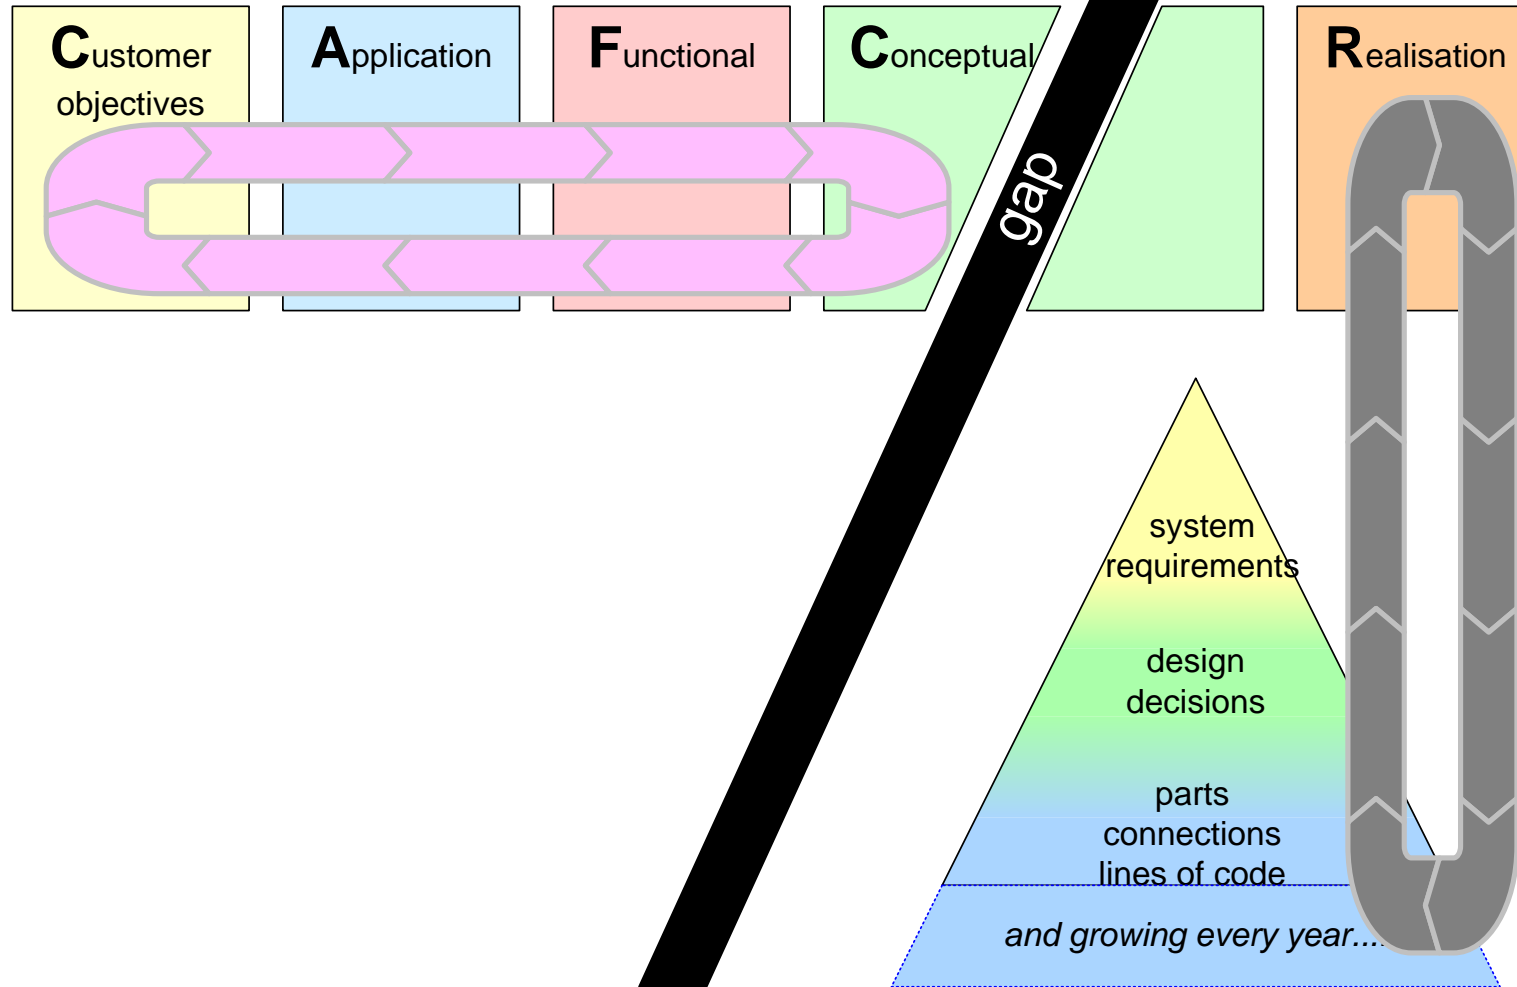 Customer
objectives
Application
Functional
Conceptual
Realisation
gap
system
requirements
design
decisions
parts
connections
lines of code
and growing every year....